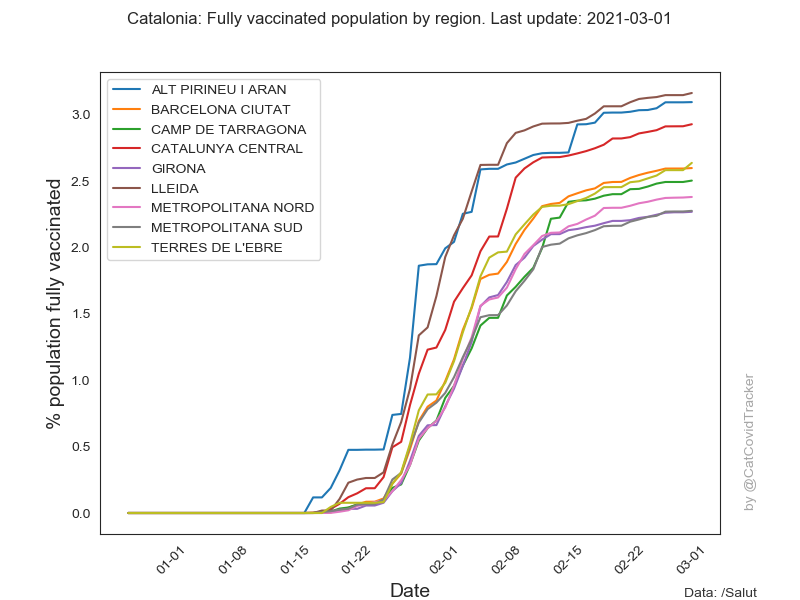 Catalonia: Fully vaccinated population by region. Last update: 2021-03-01
ALT PIRINEU I ARAN
BARCELONA CIUTAT
CAMP DE TARRAGONA
CATALUNYA CENTRAL
GIRONA
LLEIDA
METROPOLITANA NORD
METROPOLITANA SUD
TERRES DE L'EBRE
% population fully vaccinated
3.0
2.5
2.0
1.5
1.0
0.5
0.0
01-01
01-08
01-15
01-22
02-01
02-08
02-15
02-22
03-01
Date
by @CatCovidTracker
Data: /Salut